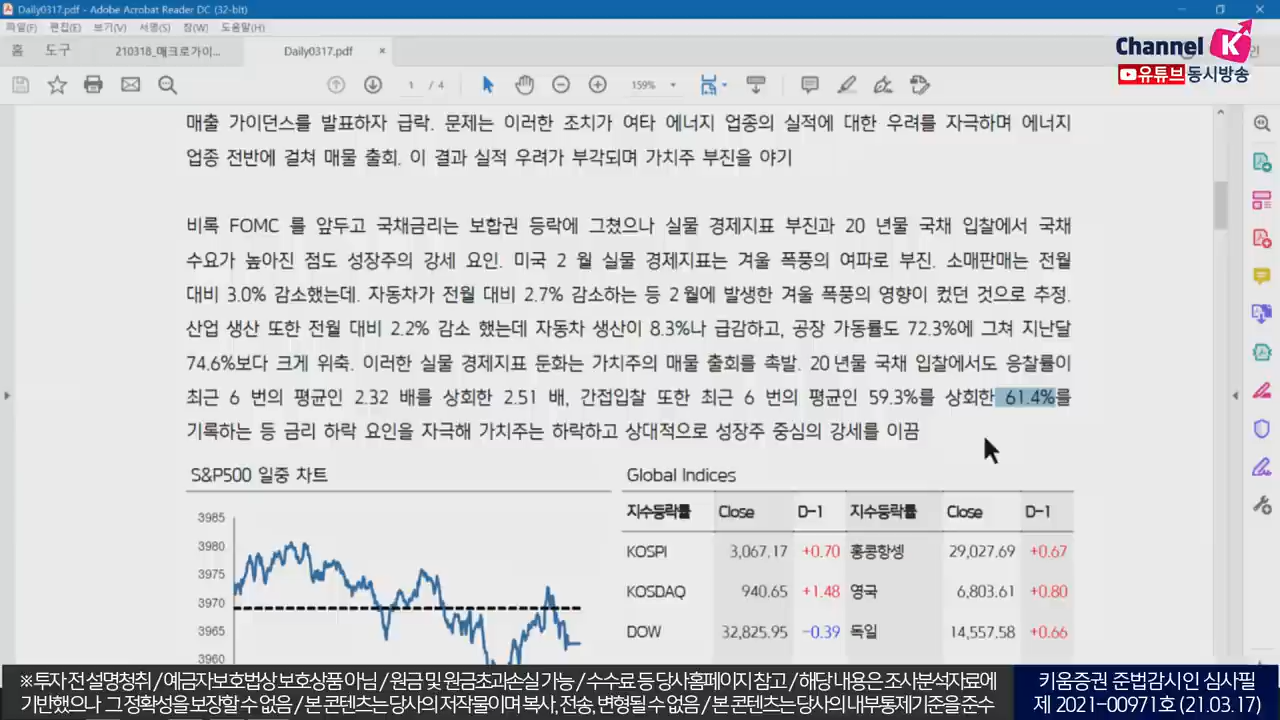 Daily0317.pdf - Adobe Acrobat Reader DC (32-bit)
파일(F) 편집(E) 보기(V) 서명(S) 창(W) 도움말(H)
홈 도구 210318_매크로가이... Daily0317.pdf ×
Channel K
유튜브동시방송
1 / 4 159%
매출 가이던스를 발표하자 급락. 문제는 이러한 조치가 여타 에너지 업종의 실적에 대한 우려를 자극하며 에너지
업종 전반에 걸쳐 매물 출회. 이 결과 실적 우려가 부각되며 가치주 부진을 야기
비록 FOMC 를 앞두고 국채금리는 보합권 등락에 그쳤으나 실물 경제지표 부진과 20 년물 국채 입찰에서 국채
수요가 높아진 점도 성장주의 강세 요인. 미국 2 월 실물 경제지표는 겨울 폭풍의 여파로 부진. 소매판매는 전월
대비 3.0% 감소했는데. 자동차가 전월 대비 2.7% 감소하는 등 2월에 발생한 겨울 폭풍의 영향이 컸던 것으로 추정.
산업 생산 또한 전월 대비 2.2% 감소 했는데 자동차 생산이 8.3%나 급감하고, 공장 가동률도 72.3%에 그쳐 지난달
74.6%보다 크게 위축. 이러한 실물 경제지표 둔화는 가치주의 매물 출회를 촉발. 20년물 국채 입찰에서도 응찰률이
최근 6 번의 평균인 2.32 배를 상회한 2.51 배, 간접입찰 또한 최근 6 번의 평균인 59.3%를 상회한 61.4%를
기록하는 등 금리 하락 요인을 자극해 가치주는 하락하고 상대적으로 성장주 중심의 강세를 이끔
S&P500 일중 차트
3985
3980
3975
3970
3965
3960
Global Indices
지수등락률 Close D-1 지수등락률 Close D-1
KOSPI 3,067.17 +0.70 홍콩항셍 29,027.69 +0.67
KOSDAQ 940.65 +1.48 영국 6,803.61 +0.80
DOW 32,825.95 -0.39 독일 14,557.58 +0.66
※투자 전 설명청취 / 예금자보호법상 보호상품 아님 / 원금 및 원금초과손실 가능 / 수수료 등 당사홈페이지 참고 / 해당 내용은 조사분석자료에
기반했으나 그 정확성을 보장할 수 없음 / 본 콘텐츠는 당사의 저작물이며 복사, 전송, 변형될 수 없음 / 본 콘텐츠는 당사의 내부통제기준을 준수
키움증권 준법감시인 심사필
제 2021-00971호 (21.03.17)